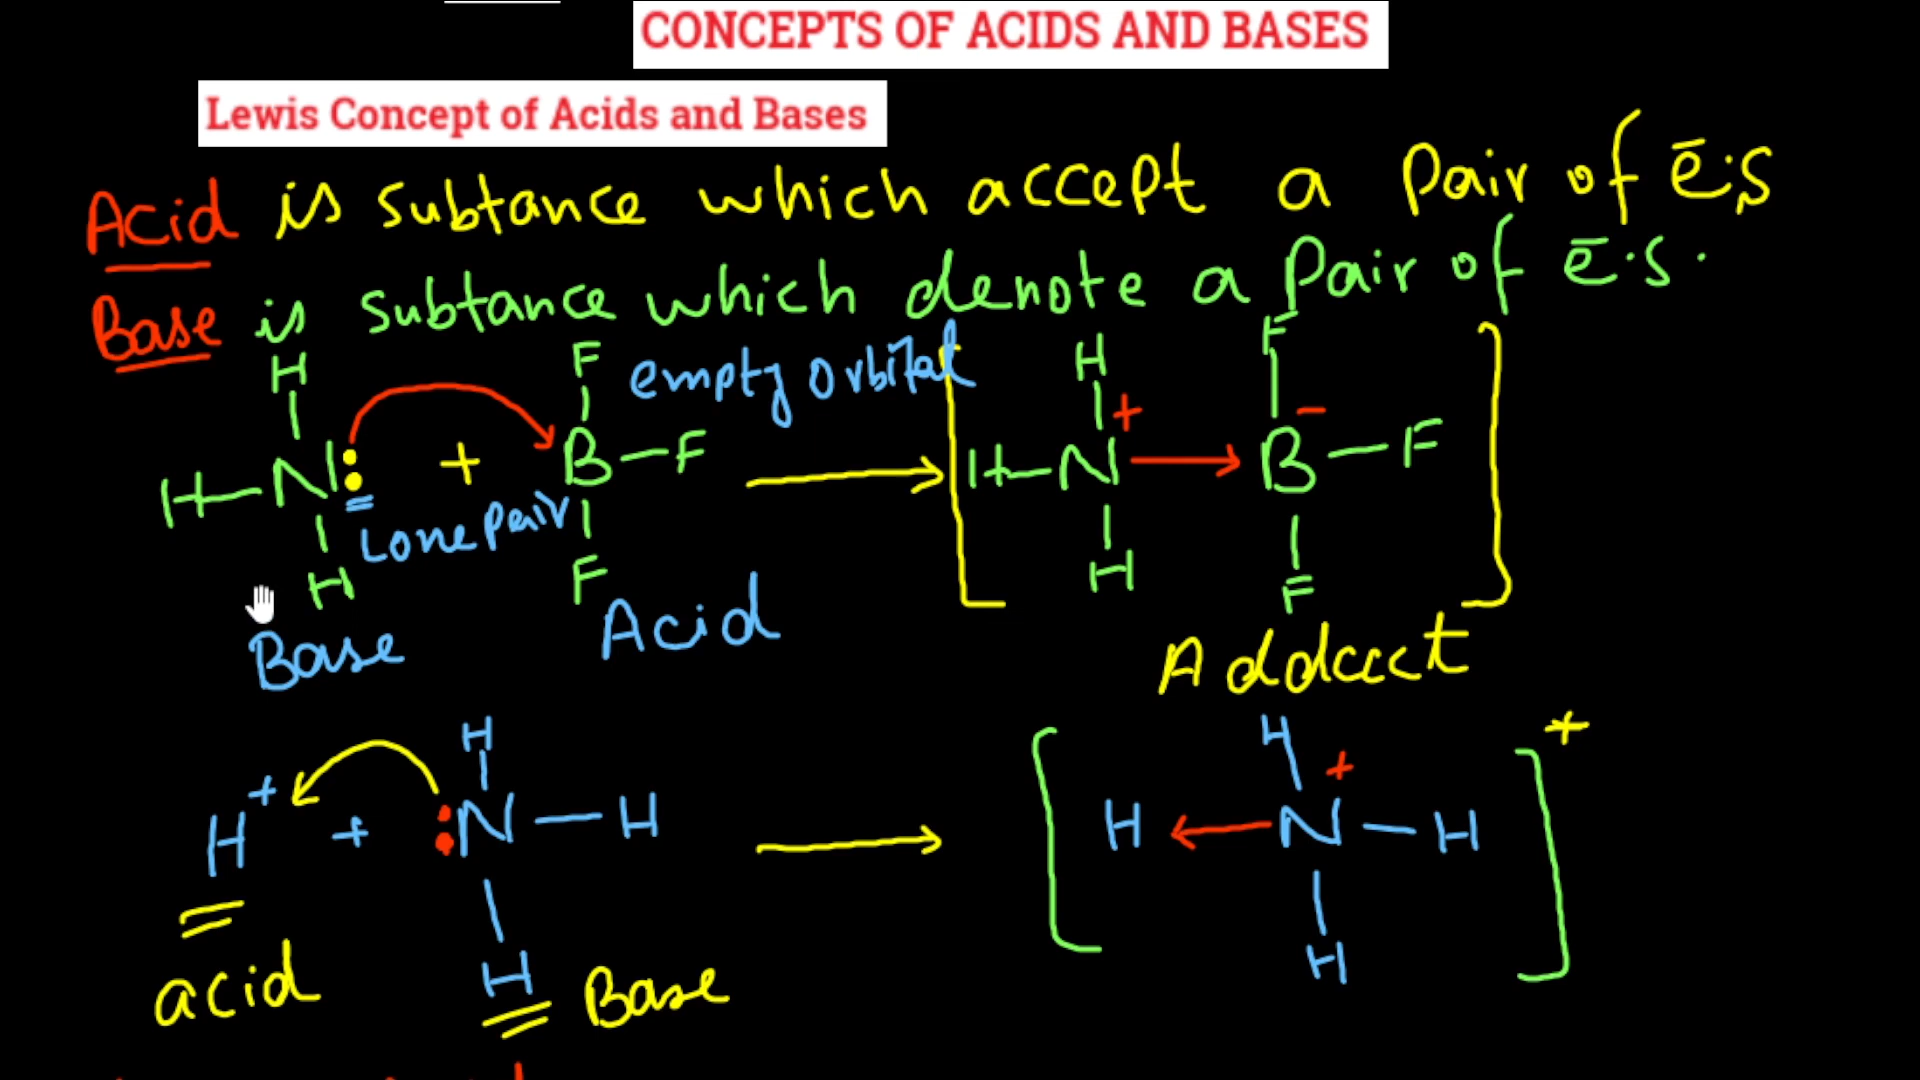 CONCEPTS OF ACIDS AND BASES
Lewis Concept of Acids and Bases
Acid is subtance which accept a Pair of ē.s
Base is subtance which denote a Pair of ē.s.
H F empty orbital H F
H-N: + B-F → [H-N+ → B--F]
Lone pair
H F H F
Base Acid Adduct
H H +
H+ + :N-H → [H ← N+-H]
H H
acid Base